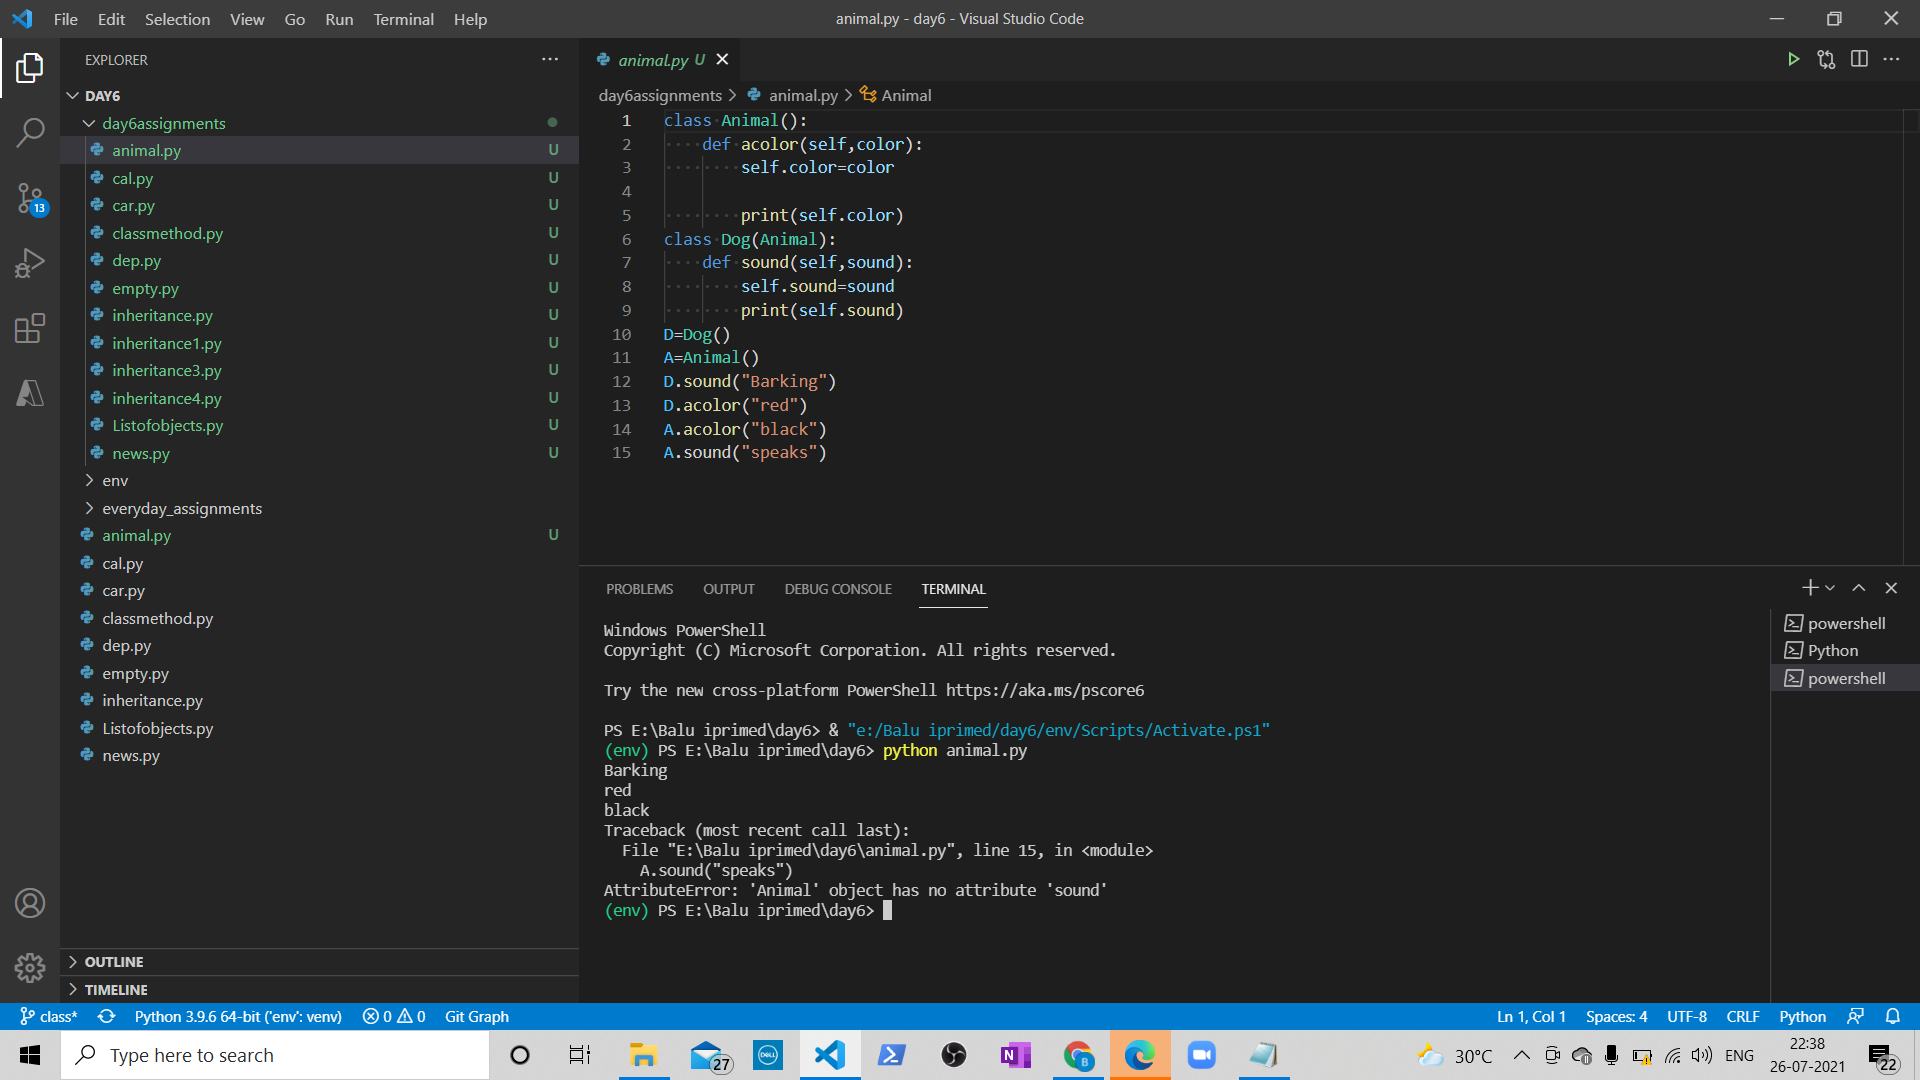 File Edit Selection View Go Run Terminal Help
animal.py - day6 - Visual Studio Code
EXPLORER
DAY6
day6assignments
animal.py U
cal.py U
car.py U
classmethod.py U
dep.py U
empty.py U
inheritance.py U
inheritance1.py U
inheritance3.py U
inheritance4.py U
Listofobjects.py U
news.py U
env
everyday_assignments
animal.py U
cal.py
car.py
classmethod.py
dep.py
empty.py
inheritance.py
Listofobjects.py
news.py
OUTLINE
TIMELINE
13
animal.py U
day6assignments > animal.py > Animal
1 class Animal():
2 def acolor(self,color):
3 self.color=color
4
5 print(self.color)
6 class Dog(Animal):
7 def sound(self,sound):
8 self.sound=sound
9 print(self.sound)
10 D=Dog()
11 A=Animal()
12 D.sound("Barking")
13 D.acolor("red")
14 A.acolor("black")
15 A.sound("speaks")
PROBLEMS OUTPUT DEBUG CONSOLE TERMINAL
Windows PowerShell
Copyright (C) Microsoft Corporation. All rights reserved.
Try the new cross-platform PowerShell https://aka.ms/pscore6
PS E:\Balu iprimed\day6> & "e:/Balu iprimed/day6/env/Scripts/Activate.ps1"
(env) PS E:\Balu iprimed\day6> python animal.py
Barking
red
black
Traceback (most recent call last):
File "E:\Balu iprimed\day6\animal.py", line 15, in <module>
A.sound("speaks")
AttributeError: 'Animal' object has no attribute 'sound'
(env) PS E:\Balu iprimed\day6>
powershell
Python
powershell
class* Python 3.9.6 64-bit ('env': venv) 0 0 Git Graph
Ln 1, Col 1 Spaces: 4 UTF-8 CRLF Python
Type here to search
27
DELL
N
B
30°C
ENG
22:38
26-07-2021
22